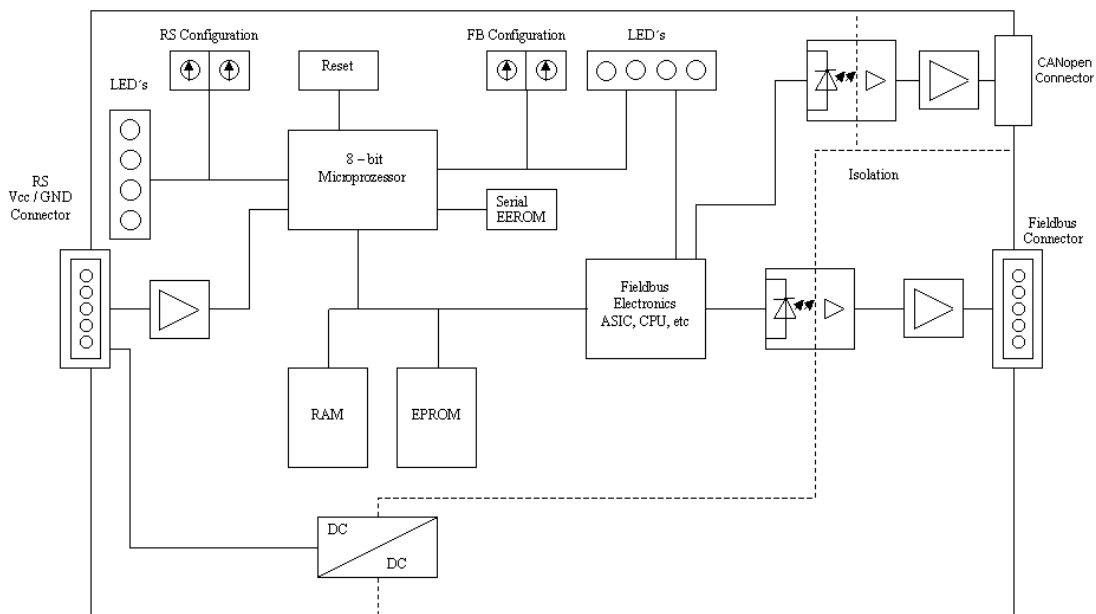 RS Configuration
FB Configuration
LED´s
CANopen
Connector
Reset
LED´s
8 – bit
Microprozessor
RS
Vcc / GND
Connector
Isolation
Serial
EEROM
Fieldbus
Connector
Fieldbus
Electronics
ASIC, CPU, etc
RAM
EPROM
DC
DC